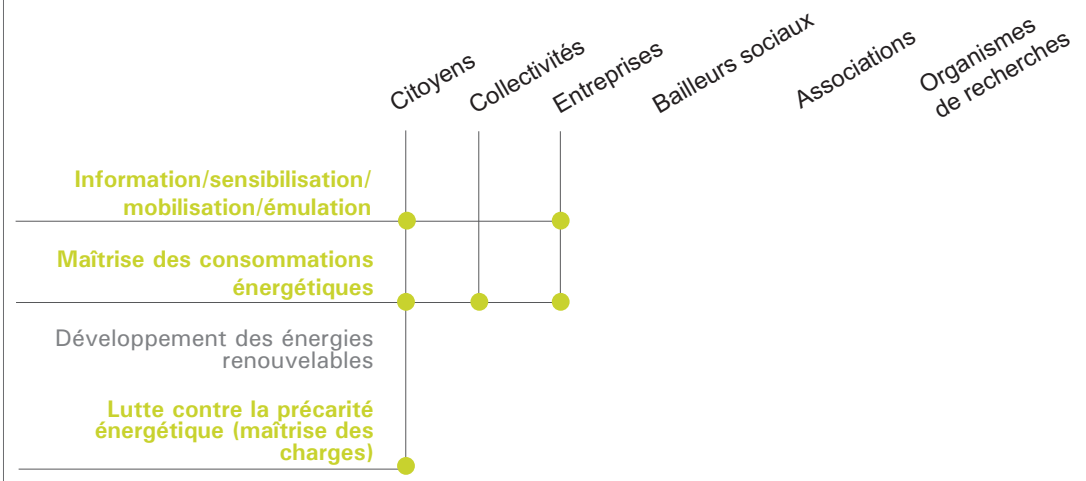 Citoyens
Collectivités
Entreprises
Bailleurs sociaux
Associations
Organismes
de recherches
Information/sensibilisation/
mobilisation/émulation
Maîtrise des consommations
énergétiques
Développement des énergies
renouvelables
Lutte contre la précarité
énergétique (maîtrise des
charges)